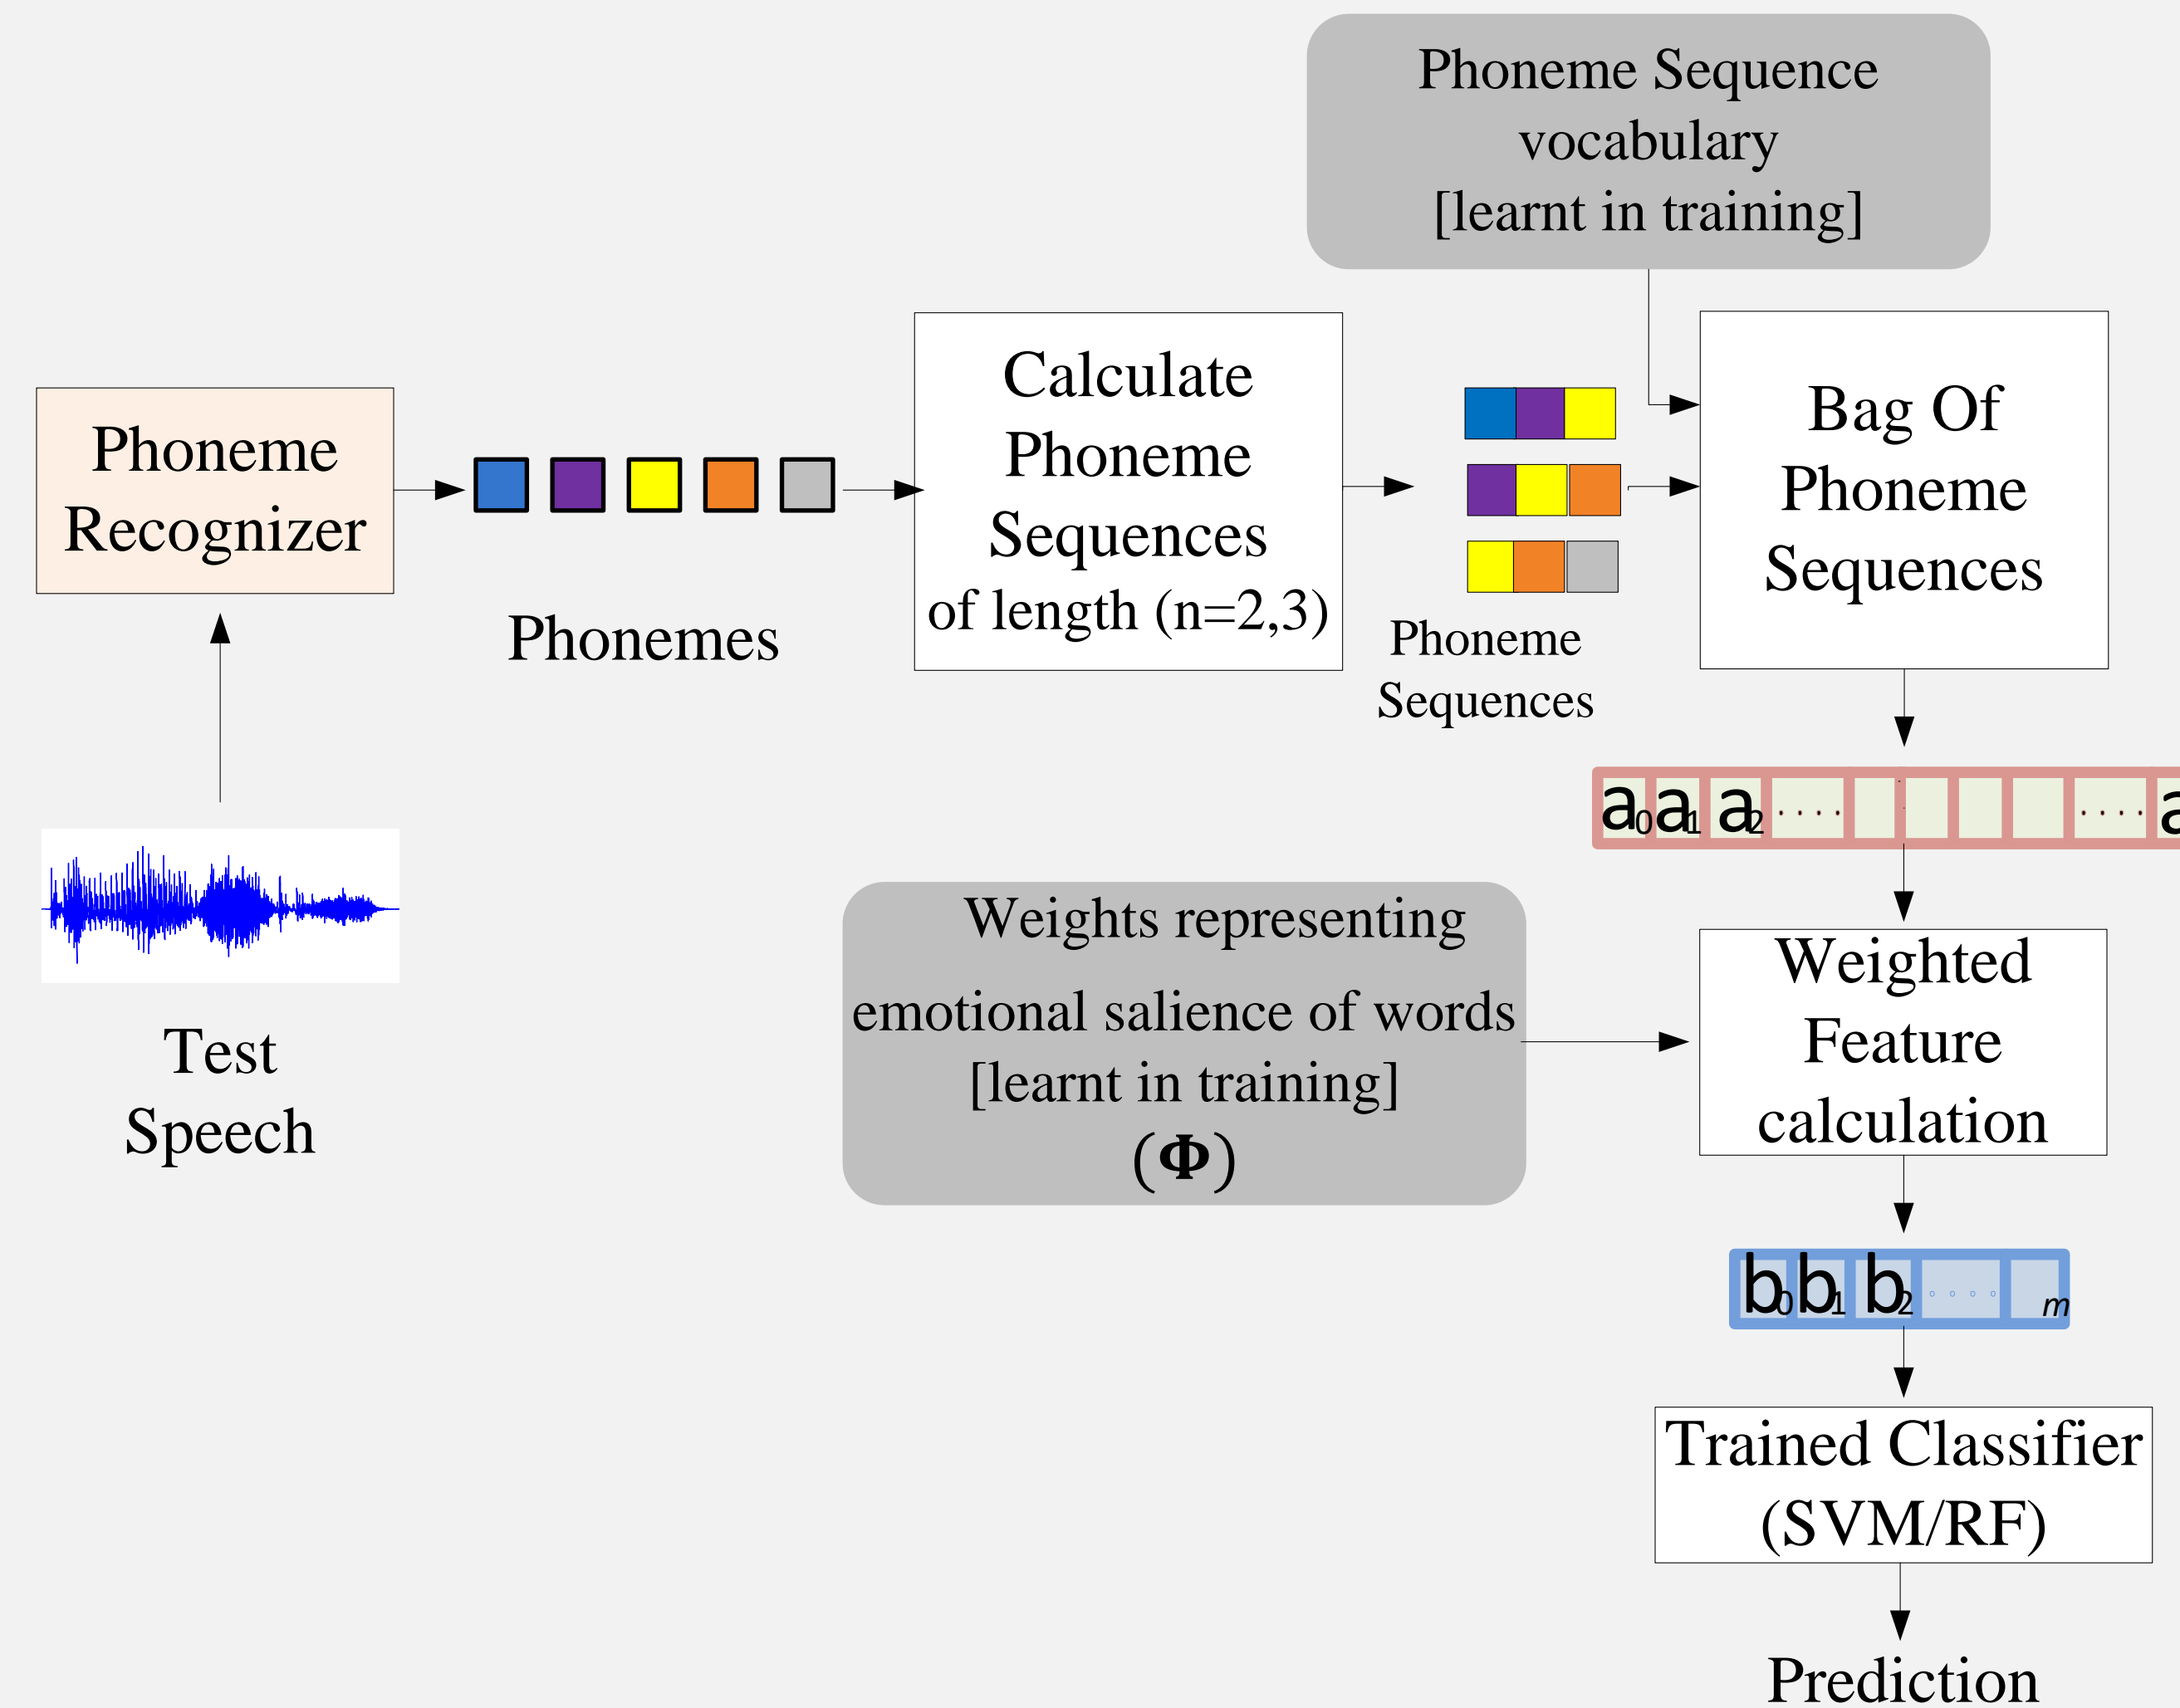 Phoneme Sequence
vocabulary
[learnt in training]
Phoneme
Recognizer
Phonemes
Calculate
Phoneme
Sequences
of length (n=2,3)
Phoneme
Sequences
Bag Of
Phoneme
Sequences
a0 a1 a2 .... .... a
Test
Speech
Weights representing
emotional salience of words
[learnt in training]
(Φ)
Weighted
Feature
calculation
b0 b1 b2 .... m
Trained Classifier
(SVM/RF)
Prediction